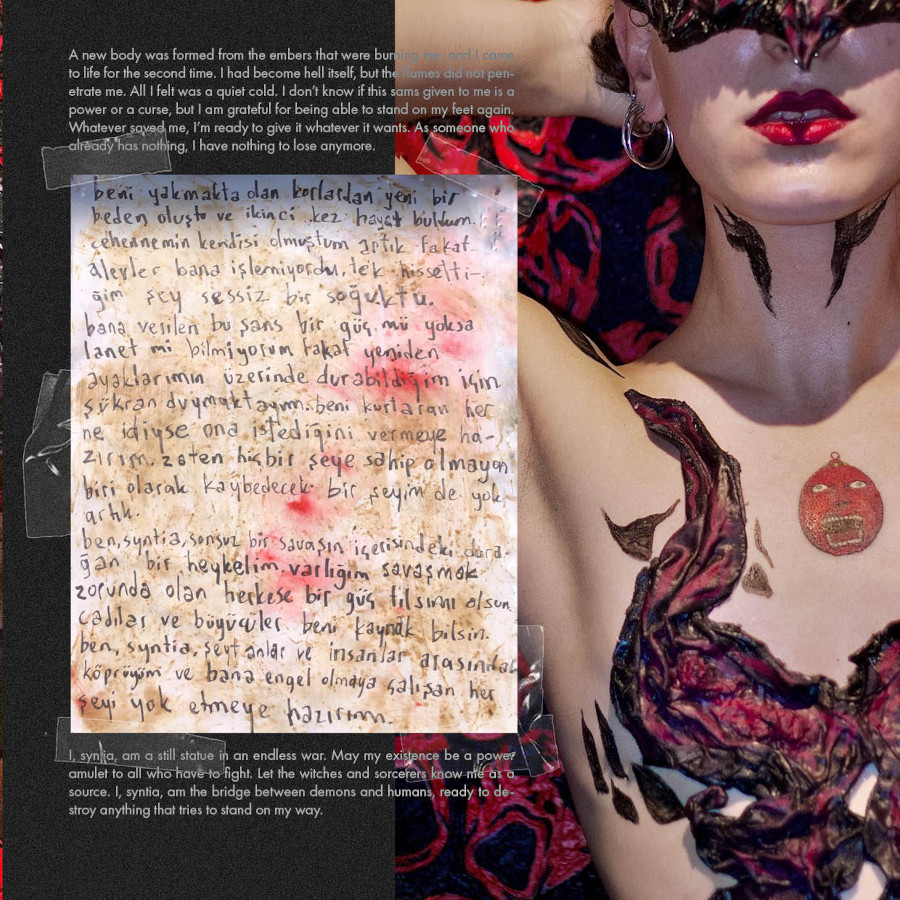 A new body was formed from the embers that were burning me, and I came
to life for the second time. I had become hell itself, but the flames did not pen-
etrate me. All I felt was a quiet cold. I don't know if this sams given to me is a
power or a curse, but I am grateful for being able to stand on my feet again.
Whatever saved me, I'm ready to give it whatever it wants. As someone who
already has nothing, I have nothing to lose anymore.
beni yakmakta olan korlardan yeni bir
beden oluştu ve ikinci kez hayat buldum.
cehennemin kendisi olmuştum artık fakat
alevler bana işlemiyordu, tek hissetti-
ğim şey sessiz bir soğuktu.
bana verilen bu şans bir güç mü yoksa
lanet mi bilmiyorum fakat yeniden
ayaklarımın üzerinde durabildiğim için
şükran duymaktayım. beni kurtaran her
ne idiyse ona istediğini vermeye ha-
zırım. zaten hiçbir şeye sahip olmayan
biri olarak kaybedecek bir şeyim de yok
artık.
ben, syntia, sonsuz bir savaşın içerisindeki dura-
ğan bir heykelim. varlığım savaşmak
zorunda olan herkese bir güç tılsımı olsun.
cadılar ve büyücüler beni kaynak bilsin.
ben, syntia, şeytanlar ve insanlar arasındaki
köprüyüm ve bana engel olmaya çalışan her
şeyi yok etmeye hazırım.
I, syntia, am a still statue in an endless war. May my existence be a power
amulet to all who have to fight. Let the witches and sorcerers know me as a
source. I, syntia, am the bridge between demons and humans, ready to de-
stroy anything that tries to stand on my way.